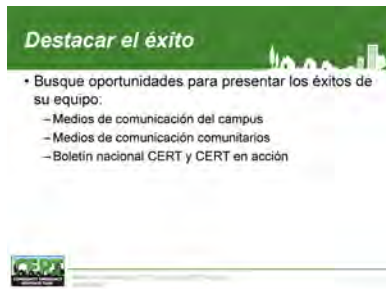 Destacar el éxito
• Busque oportunidades para presentar los éxitos de
su equipo:
– Medios de comunicación del campus
– Medios de comunicación comunitarios
– Boletín nacional CERT y CERT en acción
CERT